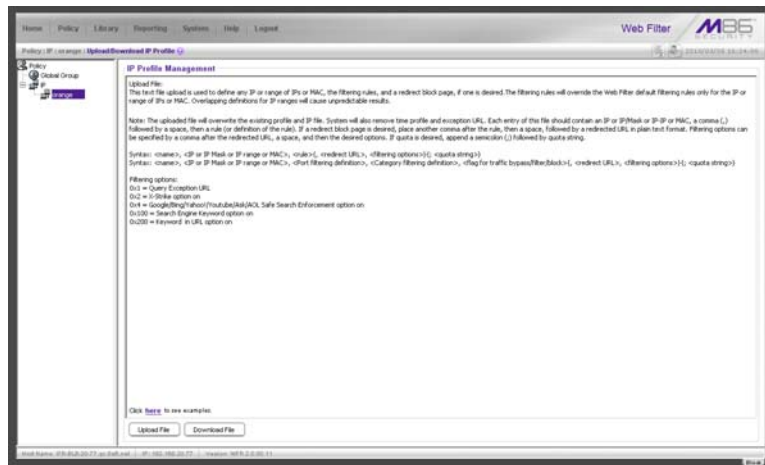 Home Policy Library Reporting System Help Logout
Web Filter
M86
SECURITY
Policy : IP : orange : Upload/Download IP Profile
Policy
Global Group
IP
orange
IP Profile Management
Upload File:
This text file upload is used to define any IP or range of IPs or MAC, the filtering rules, and a redirect block page, if one is desired.The filtering rules will override the Web Filter default filtering rules only for the IP or
range of IPs or MAC. Overlapping definitions for IP ranges will cause unpredictable results.
Note: The uploaded file will overwrite the existing profile and IP file. System will also remove time profile and exception URL. Each entry of this file should contain an IP or IP/Mask or IP-IP or MAC, a comma (,)
followed by a space, then a rule (or definition of the rule). If a redirect block page is desired, place another comma after the rule, then a space, followed by a redirected URL in plain text format. Filtering options can
be specified by a comma after the redirected URL, a space, and then the desired options. If quota is desired, append a semicolon (;) followed by quota string.
Syntax: <name>, <IP or IP Mask or IP range or MAC>, <rule>{, <redirect URL>, <filtering options>}{; <quota string>}
Syntax: <name>, <IP or IP Mask or IP range or MAC>, <Port filtering definition>, <Category filtering definition>, <flag for traffic bypass/filter/block>{, <redirect URL>, <filtering options>}{; <quota string>}
Filtering options:
0x1 = Query Exception URL
0x2 = X-Strike option on
0x4 = Google/Bing/Yahoo!/Youtube/Ask/AOL Safe Search Enforcement option on
0x100 = Search Engine Keyword option on
0x200 = Keyword in URL option on
Click here to see examples
Upload File Download File
Host Name: IP: Version: